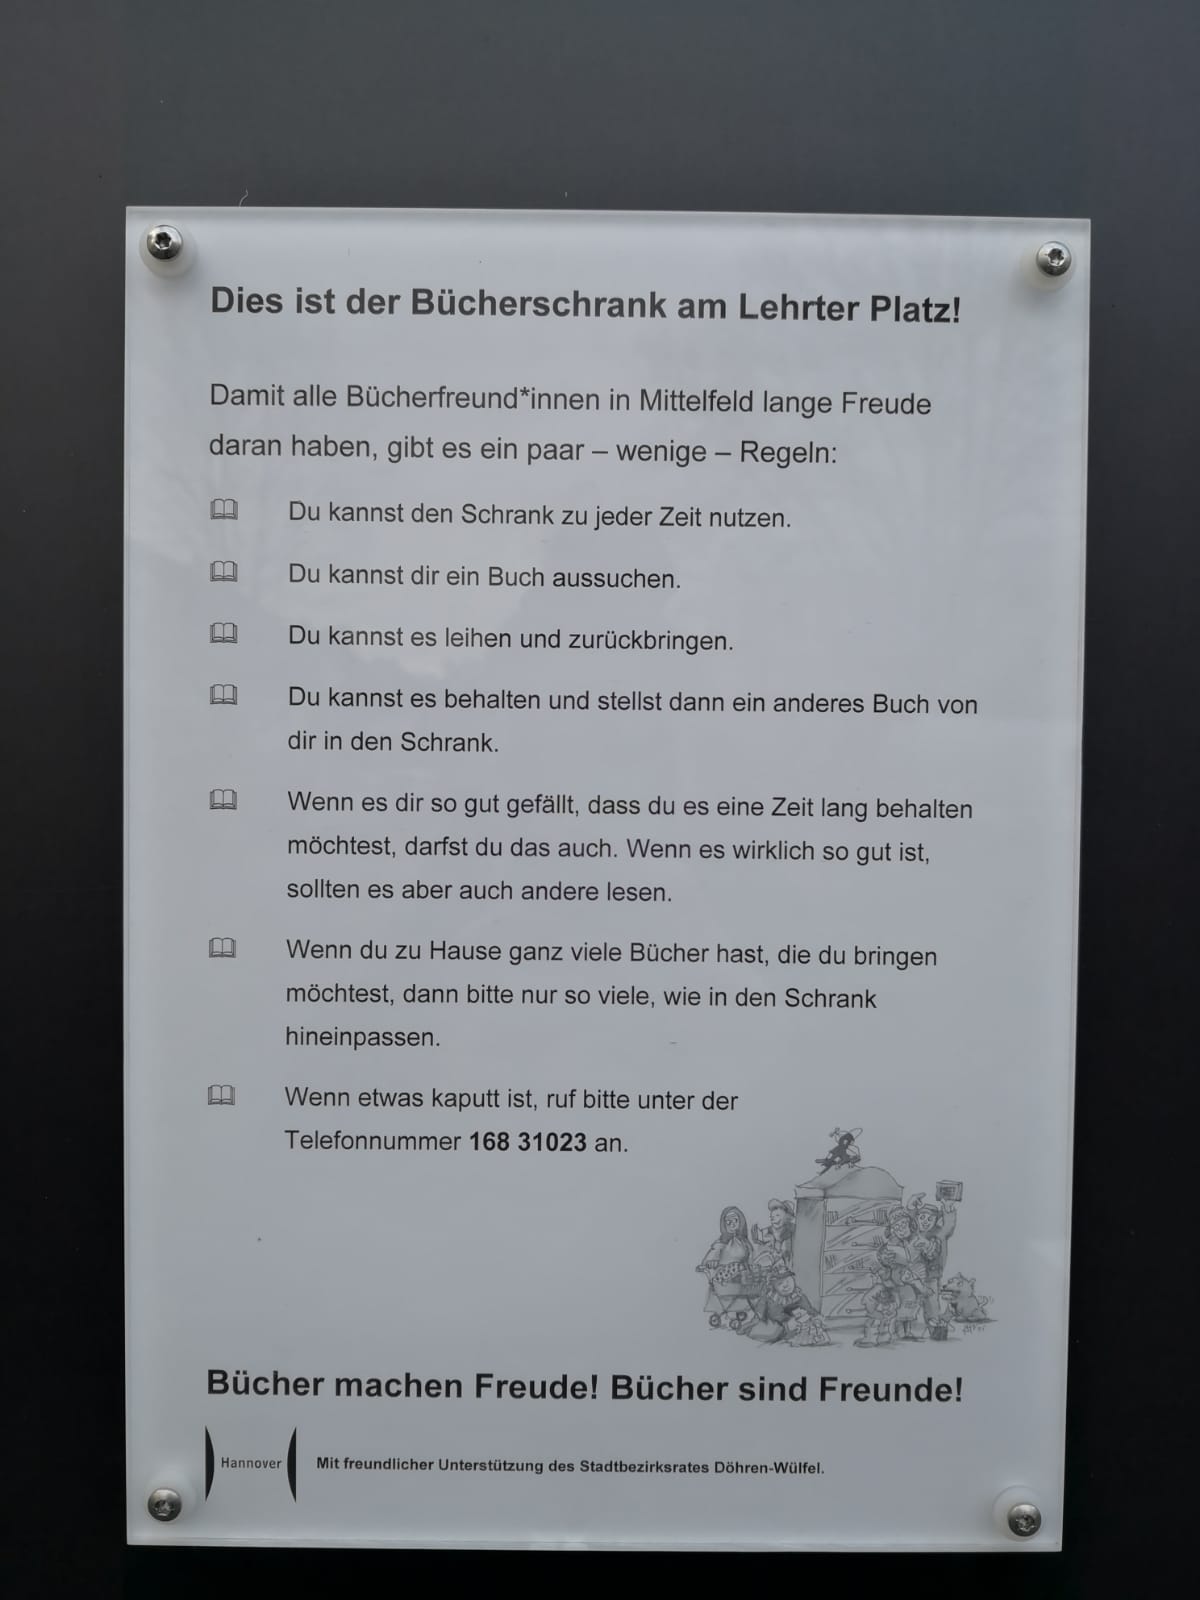 Dies ist der Bücherschrank am Lehrter Platz!
Damit alle Bücherfreund*innen in Mittelfeld lange Freude
daran haben, gibt es ein paar – wenige – Regeln:
Du kannst den Schrank zu jeder Zeit nutzen.
Du kannst dir ein Buch aussuchen.
Du kannst es leihen und zurückbringen.
Du kannst es behalten und stellst dann ein anderes Buch von
dir in den Schrank.
Wenn es dir so gut gefällt, dass du es eine Zeit lang behalten
möchtest, darfst du das auch. Wenn es wirklich so gut ist,
sollten es aber auch andere lesen.
Wenn du zu Hause ganz viele Bücher hast, die du bringen
möchtest, dann bitte nur so viele, wie in den Schrank
hineinpassen.
Wenn etwas kaputt ist, ruf bitte unter der
Telefonnummer 168 31023 an.
Bücher machen Freude! Bücher sind Freunde!
Hannover
Mit freundlicher Unterstützung des Stadtbezirksrates Döhren-Wülfel.